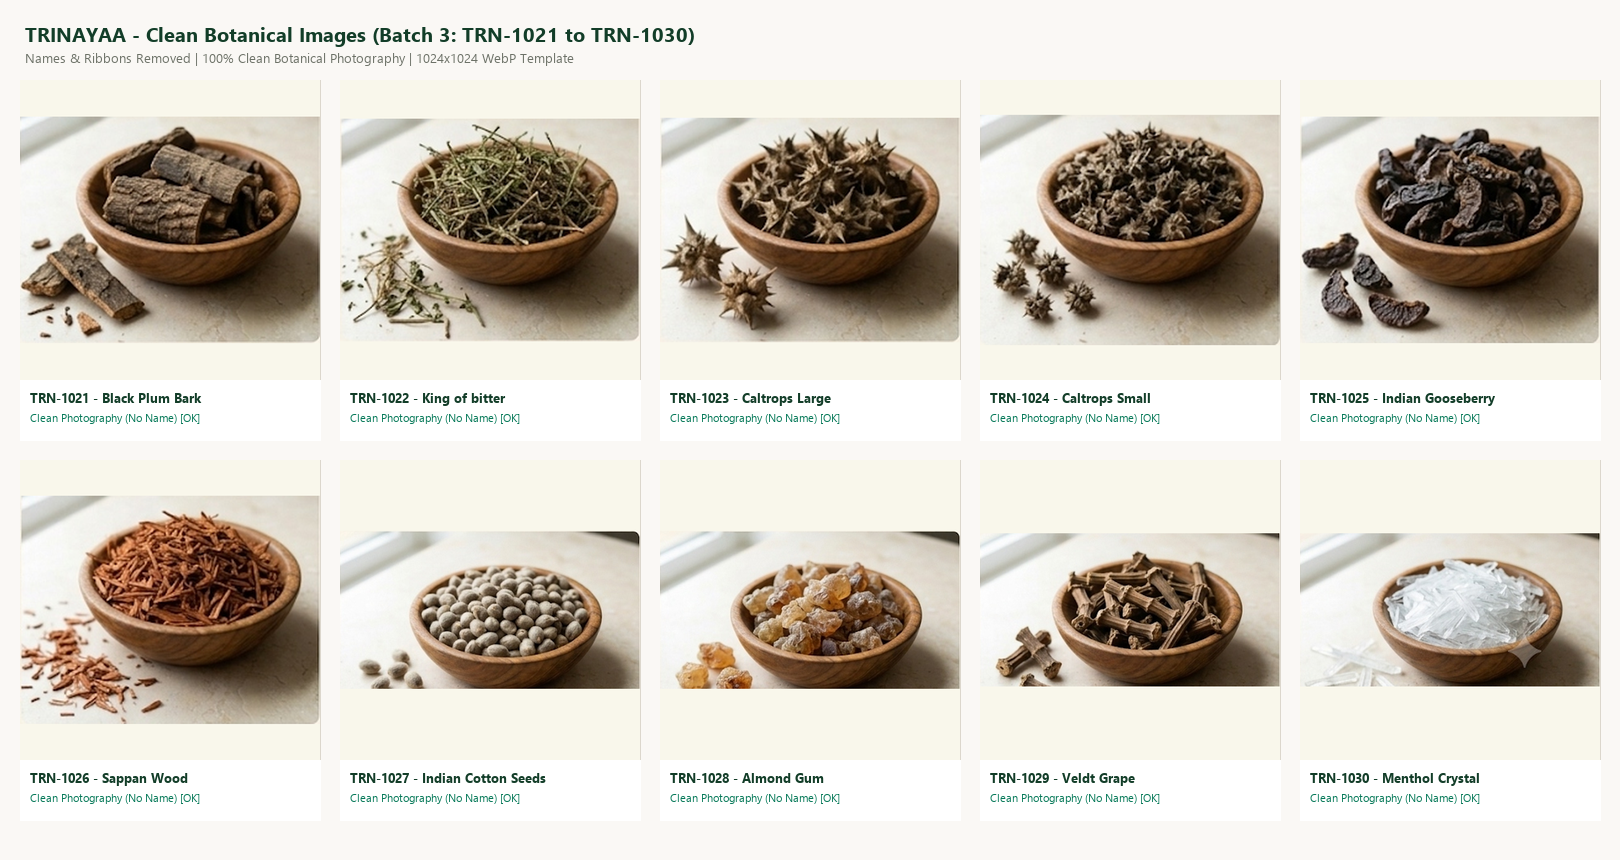 TRINAYAA - Clean Botanical Images (Batch 3: TRN-1021 to TRN-1030)
Names & Ribbons Removed | 100% Clean Botanical Photography | 1024x1024 WebP Template
TRN-1021 - Black Plum Bark
Clean Photography (No Name) [OK]
TRN-1022 - King of bitter
Clean Photography (No Name) [OK]
TRN-1023 - Caltrops Large
Clean Photography (No Name) [OK]
TRN-1024 - Caltrops Small
Clean Photography (No Name) [OK]
TRN-1025 - Indian Gooseberry
Clean Photography (No Name) [OK]
TRN-1026 - Sappan Wood
Clean Photography (No Name) [OK]
TRN-1027 - Indian Cotton Seeds
Clean Photography (No Name) [OK]
TRN-1028 - Almond Gum
Clean Photography (No Name) [OK]
TRN-1029 - Veldt Grape
Clean Photography (No Name) [OK]
TRN-1030 - Menthol Crystal
Clean Photography (No Name) [OK]